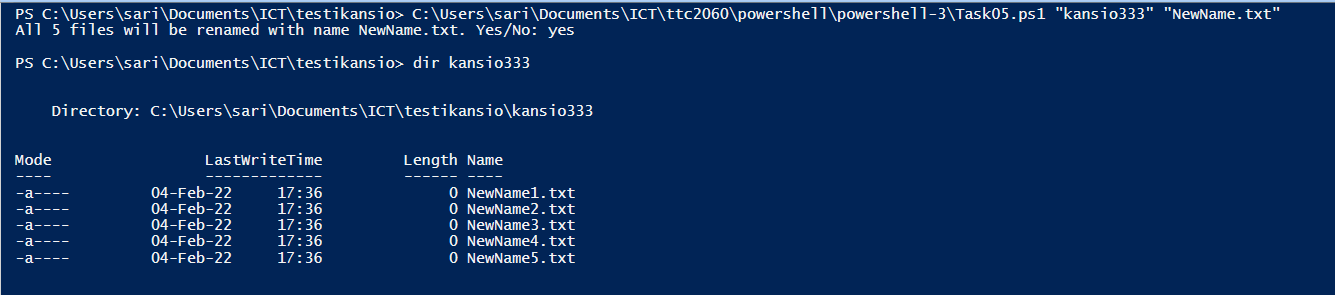 PS C:\Users\sari\Documents\ICT\testikansio> C:\Users\sari\Documents\ICT\ttc2060\powershell\powershell-3\Task05.ps1 "kansio333" "NewName.txt"
All 5 files will be renamed with name NewName.txt. Yes/No: yes
PS C:\Users\sari\Documents\ICT\testikansio> dir kansio333
Directory: C:\Users\sari\Documents\ICT\testikansio\kansio333
Mode LastWriteTime Length Name
---- ------------- ------ ----
-a---- 04-Feb-22 17:36 0 NewName1.txt
-a---- 04-Feb-22 17:36 0 NewName2.txt
-a---- 04-Feb-22 17:36 0 NewName3.txt
-a---- 04-Feb-22 17:36 0 NewName4.txt
-a---- 04-Feb-22 17:36 0 NewName5.txt